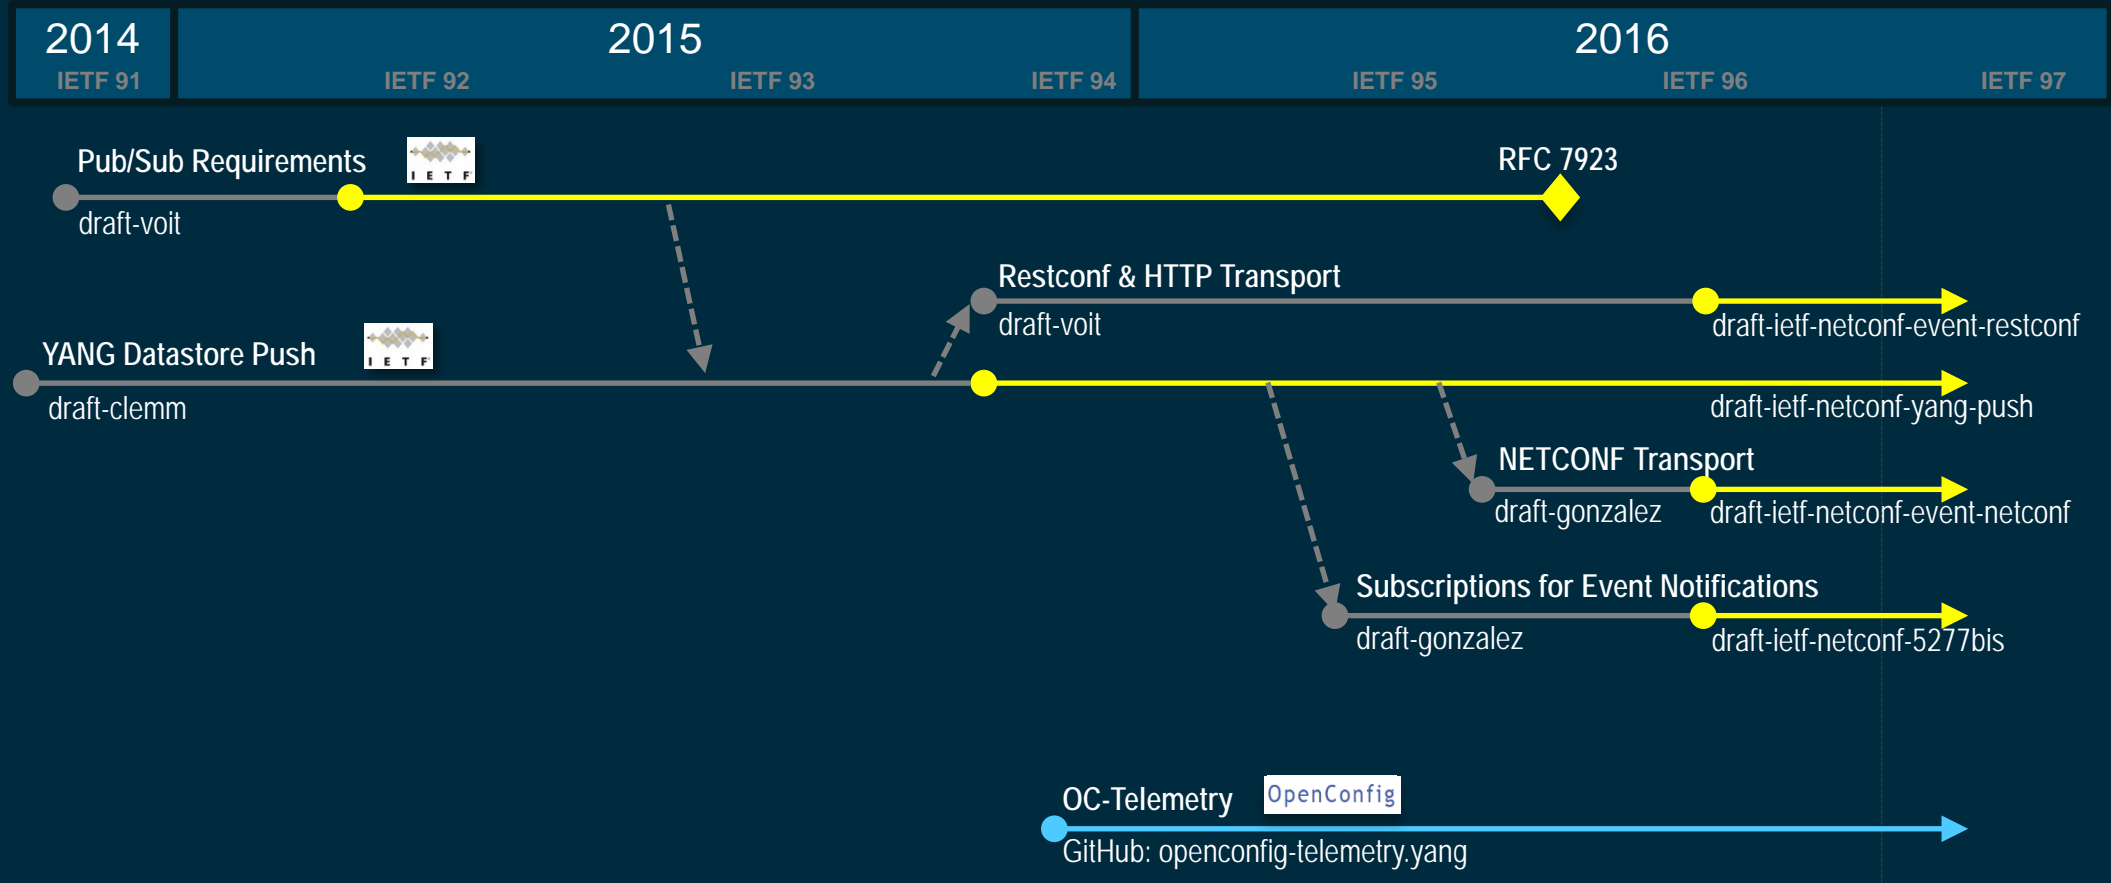 2014
2015
2016
IETF 91
IETF 92
IETF 93
IETF 94
IETF 95
IETF 96
IETF 97
Pub/Sub Requirements
I E T F
RFC 7923
draft-voit
Restconf & HTTP Transport
draft-voit
draft-ietf-netconf-event-restconf
YANG Datastore Push
I E T F
draft-clemm
draft-ietf-netconf-yang-push
NETCONF Transport
draft-gonzalez
draft-ietf-netconf-event-netconf
Subscriptions for Event Notifications
draft-gonzalez
draft-ietf-netconf-5277bis
OC-Telemetry
OpenConfig
GitHub: openconfig-telemetry.yang